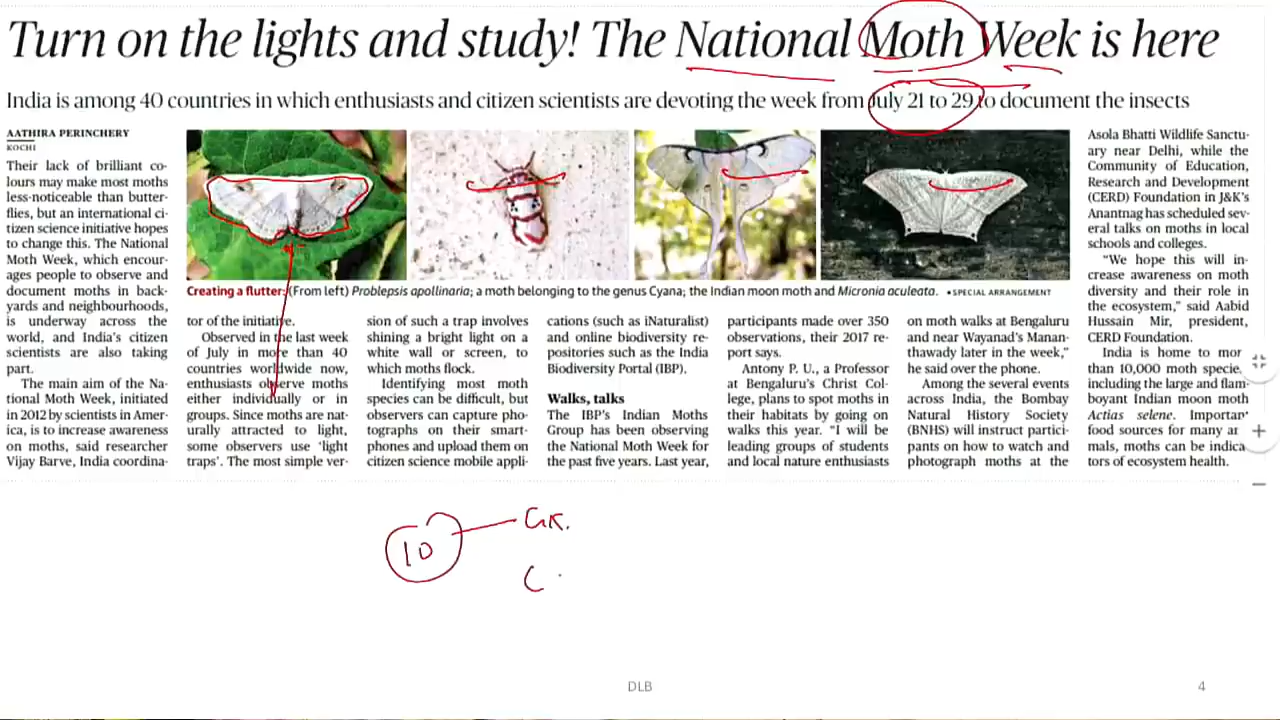 Turn on the lights and study! The National Moth Week is here
India is among 40 countries in which enthusiasts and citizen scientists are devoting the week from July 21 to 29 to document the insects
AATHIRA PERINCHERY
KOCHI
Their lack of brilliant co-
lours may make most moths
less-noticeable than butter-
flies, but an international ci-
tizen science initiative hopes
to change this. The National
Moth Week, which encour-
ages people to observe and
document moths in back-
yards and neighbourhoods,
is underway across the
world, and India's citizen
scientists are also taking
part.
The main aim of the Na-
tional Moth Week, initiated
in 2012 by scientists in Amer-
ica, is to increase awareness
on moths, said researcher
Vijay Barve, India coordina-
Creating a flutter: (From left) Problepsis apollinaria; a moth belonging to the genus Cyana; the Indian moon moth and Micronia aculeata. • SPECIAL ARRANGEMENT
tor of the initiative.
Observed in the last week
of July in more than 40
countries worldwide now,
enthusiasts observe moths
either individually or in
groups. Since moths are nat-
urally attracted to light,
some observers use 'light
traps'. The most simple ver-
sion of such a trap involves
shining a bright light on a
white wall or screen, to
which moths flock.
Identifying most moth
species can be difficult, but
observers can capture pho-
tographs on their smart-
phones and upload them on
citizen science mobile appli-
cations (such as iNaturalist)
and online biodiversity re-
positories such as the India
Biodiversity Portal (IBP).
Walks, talks
The IBP's Indian Moths
Group has been observing
the National Moth Week for
the past five years. Last year,
participants made over 350
observations, their 2017 re-
port says.
Antony P. U., a Professor
at Bengaluru's Christ Col-
lege, plans to spot moths in
their habitats by going on
walks this year. "I will be
leading groups of students
and local nature enthusiasts
on moth walks at Bengaluru
and near Wayanad's Manan-
thawady later in the week,"
he said over the phone.
Among the several events
across India, the Bombay
Natural History Society
(BNHS) will instruct partici-
pants on how to watch and
photograph moths at the
Asola Bhatti Wildlife Sanctu-
ary near Delhi, while the
Community of Education,
Research and Development
(CERD) Foundation in J&K's
Anantnag has scheduled sev-
eral talks on moths in local
schools and colleges.
"We hope this will in-
crease awareness on moth
diversity and their role in
the ecosystem," said Aabid
Hussain Mir, president,
CERD Foundation.
India is home to mor
than 10,000 moth specie
including the large and flam-
boyant Indian moon moth
Actias selene. Importan
food sources for many an
mals, moths can be indica
tors of ecosystem health.
10 GK.
C
DLB
4